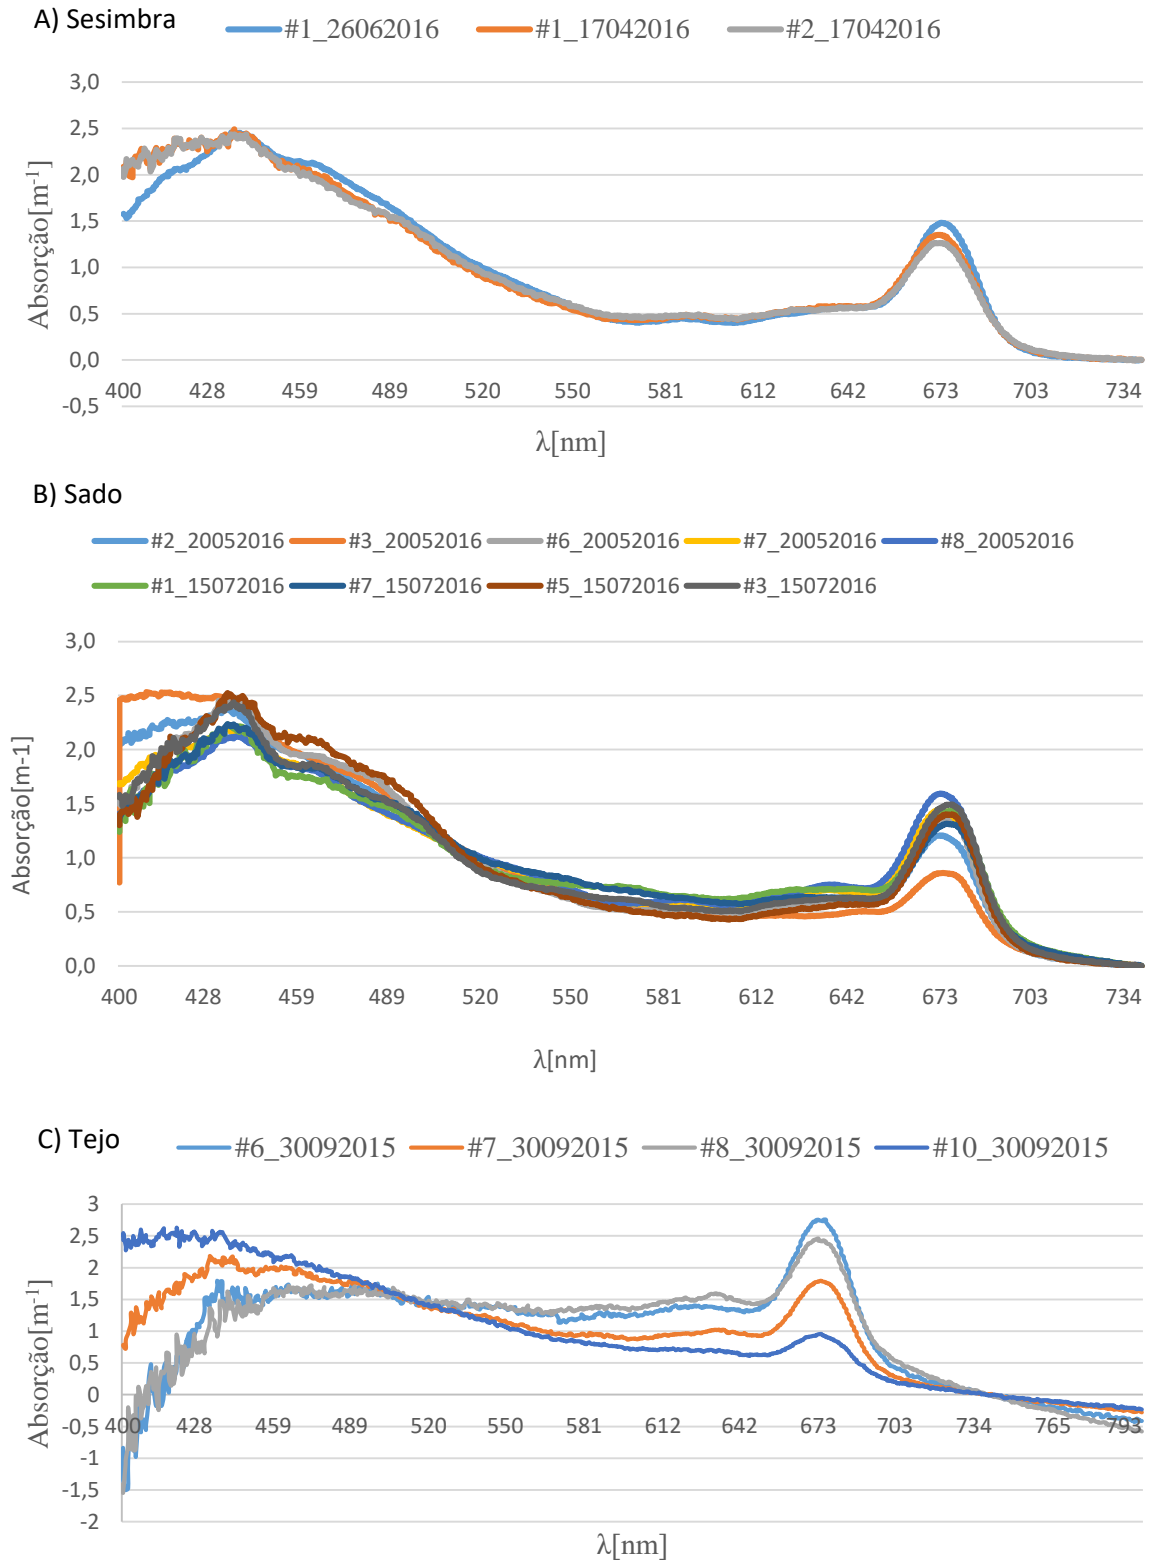 A) Sesimbra
#1_26062016 #1_17042016 #2_17042016
3,0
2,5
2,0
1,5
1,0
0,5
0,0
-0,5
Absorção[m⁻¹]
400 428 459 489 520 550 581 612 642 673 703 734
λ[nm]
B) Sado
#2_20052016 #3_20052016 #6_20052016 #7_20052016 #8_20052016
#1_15072016 #7_15072016 #5_15072016 #3_15072016
3,0
2,5
2,0
1,5
1,0
0,5
0,0
Absorção[m-1]
400 428 459 489 520 550 581 612 642 673 703 734
λ[nm]
C) Tejo
#6_30092015 #7_30092015 #8_30092015 #10_30092015
3
2,5
2
1,5
1
0,5
0
-0,5
-1
-1,5
-2
Absorção[m⁻¹]
400 428 459 489 520 550 581 612 642 673 703 734 765 793
λ[nm]